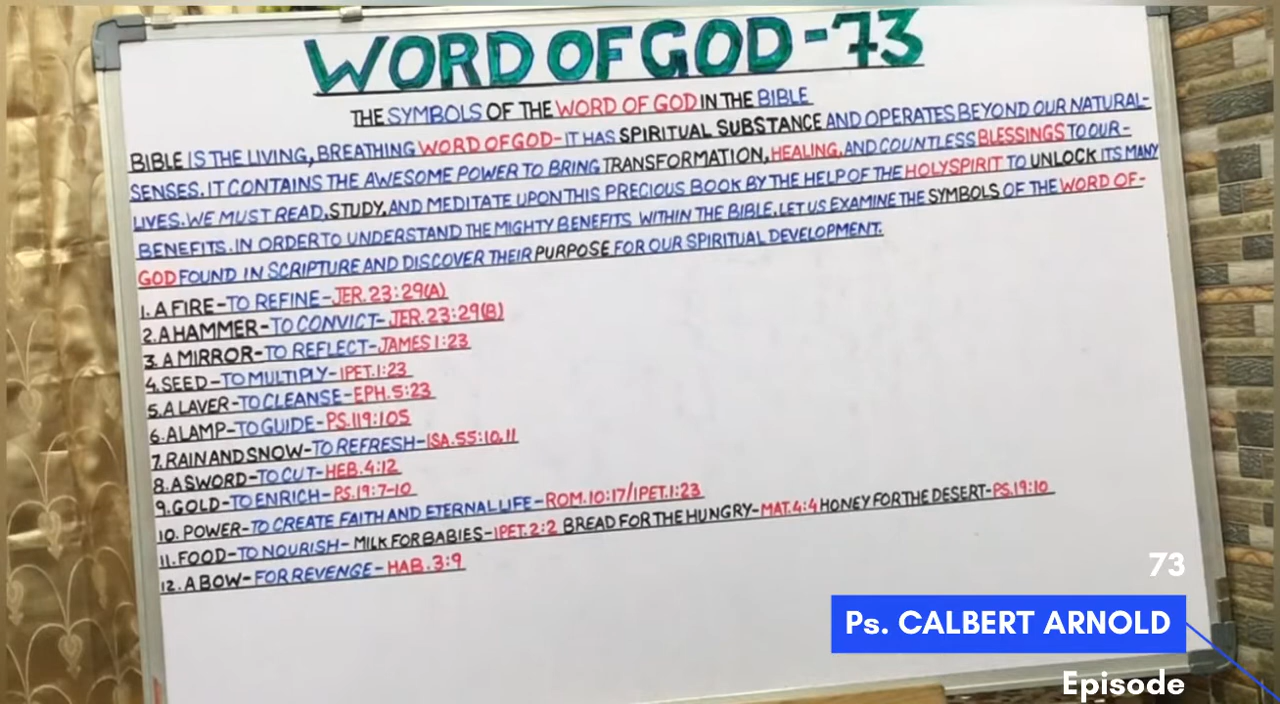 WORD OF GOD-73
THE SYMBOLS OF THE WORD OF GOD IN THE BIBLE
BIBLE IS THE LIVING, BREATHING WORD OF GOD-IT HAS SPIRITUAL SUBSTANCE AND OPERATES BEYOND OUR NATURAL-
SENSES. IT CONTAINS THE AWESOME POWER TO BRING TRANSFORMATION, HEALING, AND COUNTLESS BLESSINGS TO OUR-
LIVES. WE MUST READ, STUDY, AND MEDITATE UPON THIS PRECIOUS BOOK BY THE HELP OF THE HOLYSPIRIT TO UNLOCK ITS MANY
BENEFITS. IN ORDER TO UNDERSTAND THE MIGHTY BENEFITS WITHIN THE BIBLE, LET US EXAMINE THE SYMBOLS OF THE WORD OF-
GOD FOUND IN SCRIPTURE AND DISCOVER THEIR PURPOSE FOR OUR SPIRITUAL DEVELOPMENT.
1. A FIRE-TO REFINE-JER. 23:29(A)
2. A HAMMER-TO CONVICT-JER. 23:29(B)
3. A MIRROR-TO REFLECT-JAMES 1:23
4. SEED-TO MULTIPLY-1PET. 1:23
5. A LAVER-TO CLEANSE-EPH. 5:23
6. A LAMP-TO GUIDE-PS. 119:105
7. RAIN AND SNOW-TO REFRESH-ISA. 55:10,11
8. A SWORD-TO CUT-HEB. 4:12
9. GOLD-TO ENRICH-PS. 19:7-10
10. POWER-TO CREATE FAITH AND ETERNAL LIFE-ROM. 10:17/1PET. 1:23
11. FOOD-TO NOURISH-MILK FOR BABIES-1PET. 2:2 BREAD FOR THE HUNGRY-MAT. 4:4 HONEY FOR THE DESERT-PS. 19:10
12. A BOW-FOR REVENGE-HAB. 3:9
73
Ps. CALBERT ARNOLD
Episode